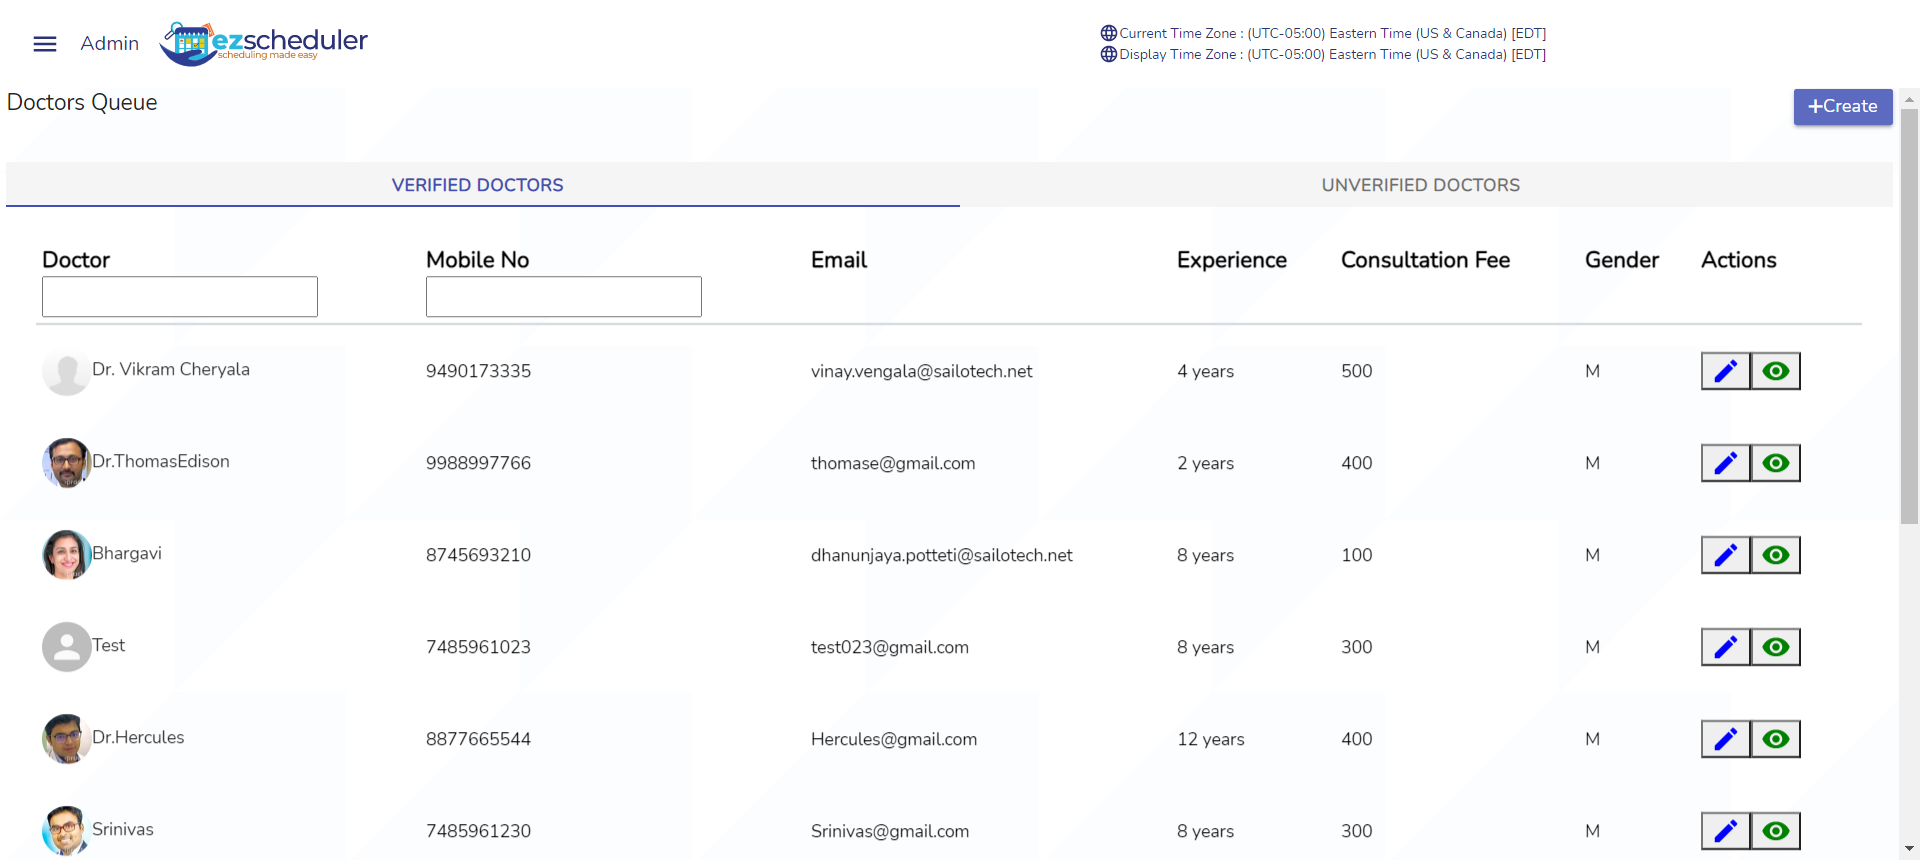 Admin
ezscheduler
scheduling made easy
Current Time Zone : (UTC-05:00) Eastern Time (US & Canada) [EDT]
Display Time Zone : (UTC-05:00) Eastern Time (US & Canada) [EDT]
Doctors Queue
+Create
VERIFIED DOCTORS UNVERIFIED DOCTORS
Doctor Mobile No Email Experience Consultation Fee Gender Actions
Dr. Vikram Cheryala 9490173335 vinay.vengala@sailotech.net 4 years 500 M
Dr.ThomasEdison 9988997766 thomase@gmail.com 2 years 400 M
Bhargavi 8745693210 dhanunjaya.potteti@sailotech.net 8 years 100 M
Test 7485961023 test023@gmail.com 8 years 300 M
Dr.Hercules 8877665544 Hercules@gmail.com 12 years 400 M
Srinivas 7485961230 Srinivas@gmail.com 8 years 300 M